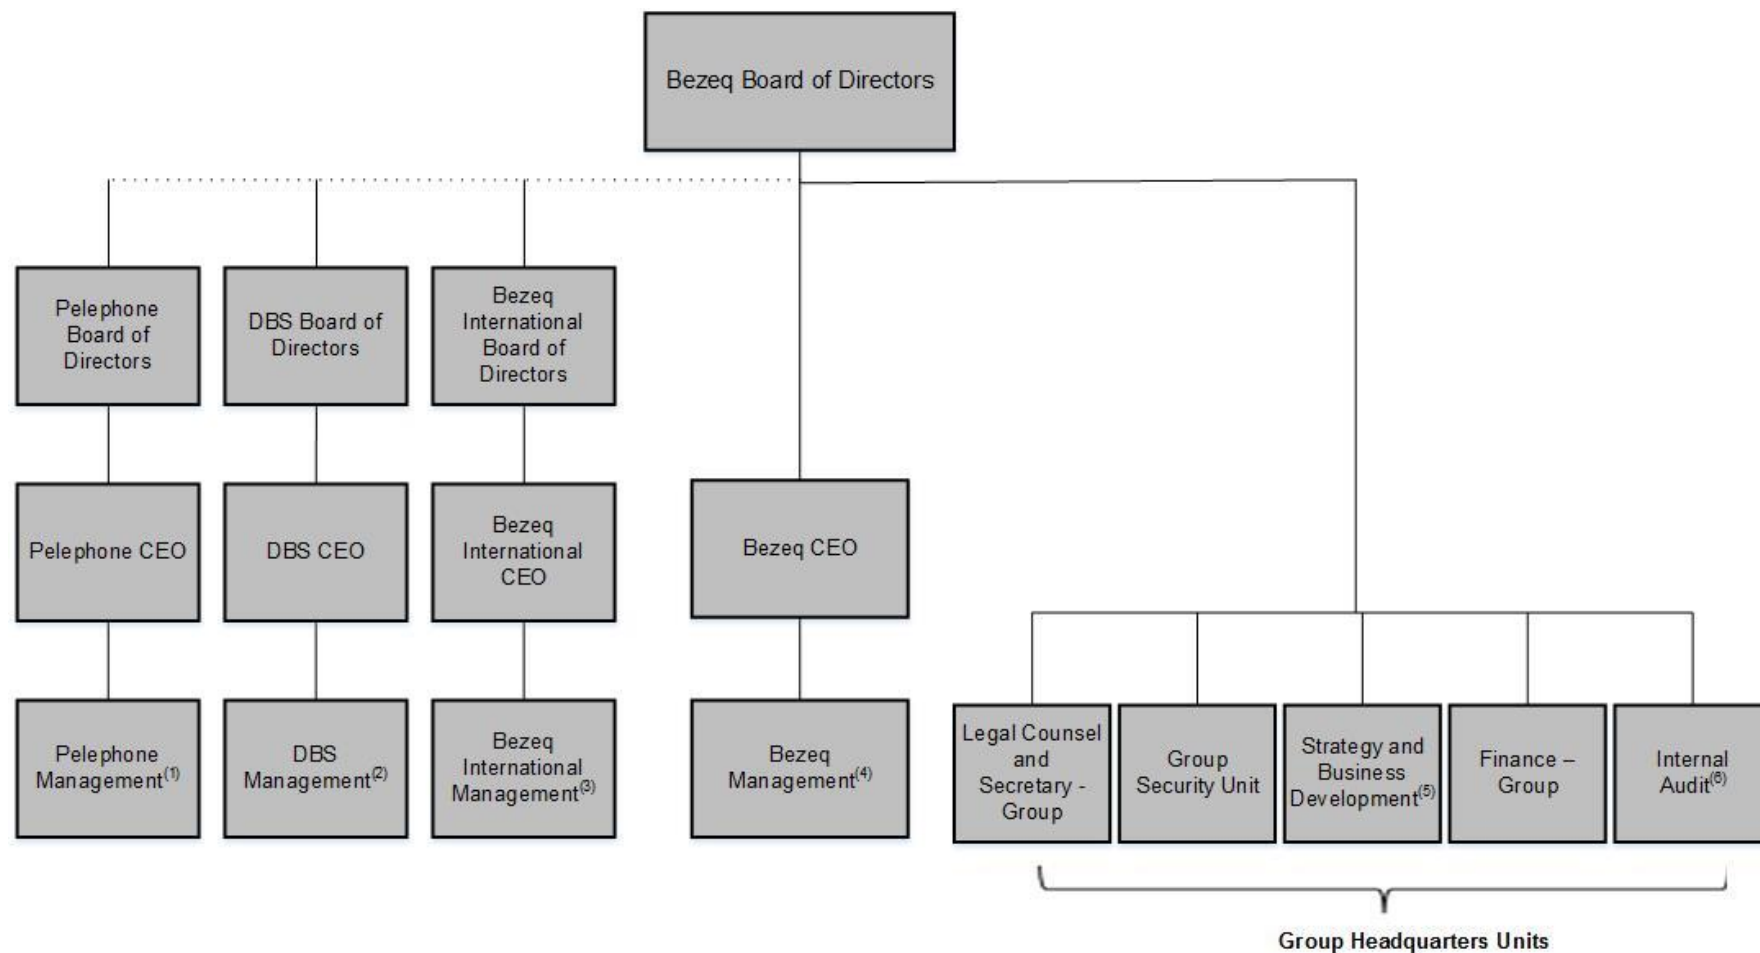 Bezeq Board of Directors
Pelephone
Board of
Directors
DBS Board of
Directors
Bezeq
International
Board of
Directors
Pelephone CEO
DBS CEO
Bezeq
International
CEO
Bezeq CEO
Pelephone
Management(1)
DBS
Management(2)
Bezeq
International
Management(3)
Bezeq
Management(4)
Legal Counsel
and
Secretary -
Group
Group
Security Unit
Strategy and
Business
Development(5)
Finance –
Group
Internal
Audit(6)
Group Headquarters Units